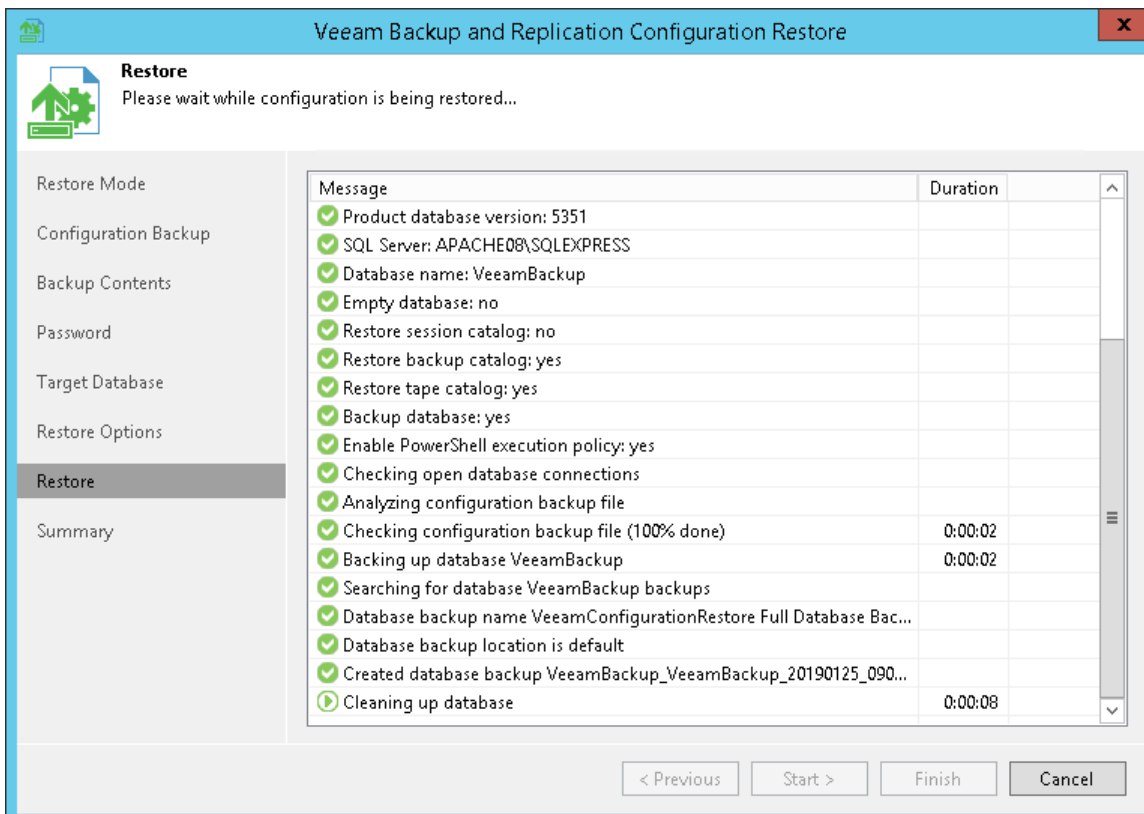 Veeam Backup and Replication Configuration Restore
x
Restore
Please wait while configuration is being restored...
Restore Mode
Configuration Backup
Backup Contents
Password
Target Database
Restore Options
Restore
Summary
Message Duration
Product database version: 5351
SQL Server: APACHE08\SQLEXPRESS
Database name: VeeamBackup
Empty database: no
Restore session catalog: no
Restore backup catalog: yes
Restore tape catalog: yes
Backup database: yes
Enable PowerShell execution policy: yes
Checking open database connections
Analyzing configuration backup file
Checking configuration backup file (100% done) 0:00:02
Backing up database VeeamBackup 0:00:02
Searching for database VeeamBackup backups
Database backup name VeeamConfigurationRestore Full Database Bac...
Database backup location is default
Created database backup VeeamBackup_VeeamBackup_20190125_090...
Cleaning up database 0:00:08
< Previous Start > Finish Cancel